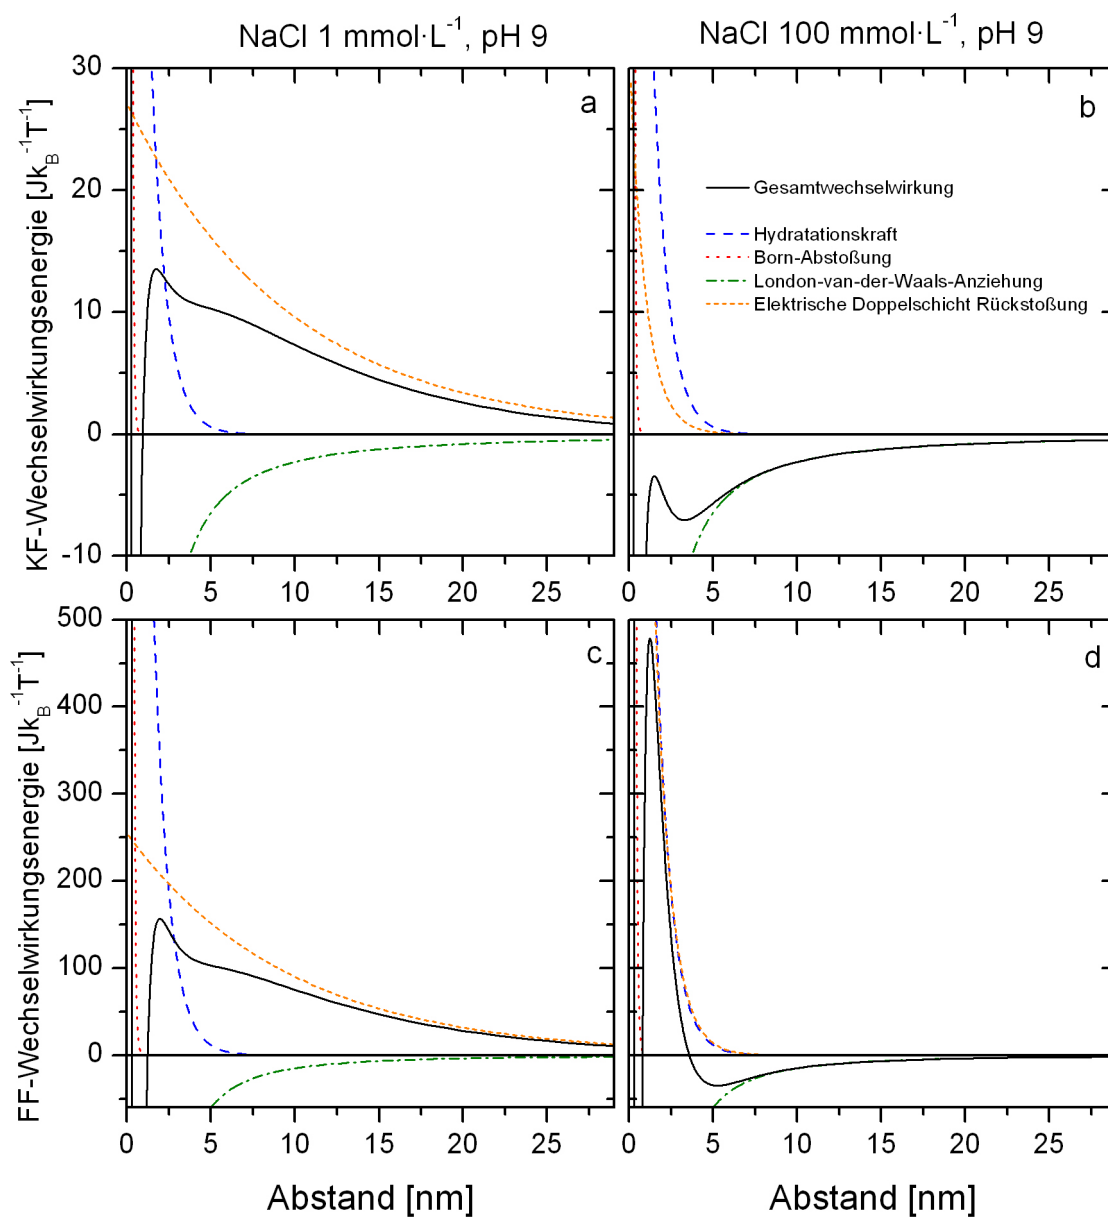 NaCl 1 mmol·L⁻¹, pH 9
NaCl 100 mmol·L⁻¹, pH 9
KF-Wechselwirkungsenergie [Jk_B⁻¹T⁻¹]
30
20
10
0
-10
a
b
Gesamtwechselwirkung
Hydratationskraft
Born-Abstoßung
London-van-der-Waals-Anziehung
Elektrische Doppelschicht Rückstoßung
0 5 10 15 20 25
0 5 10 15 20 25
FF-Wechselwirkungsenergie [Jk_B⁻¹T⁻¹]
500
400
300
200
100
0
c
d
0 5 10 15 20 25
0 5 10 15 20 25
Abstand [nm]
Abstand [nm]